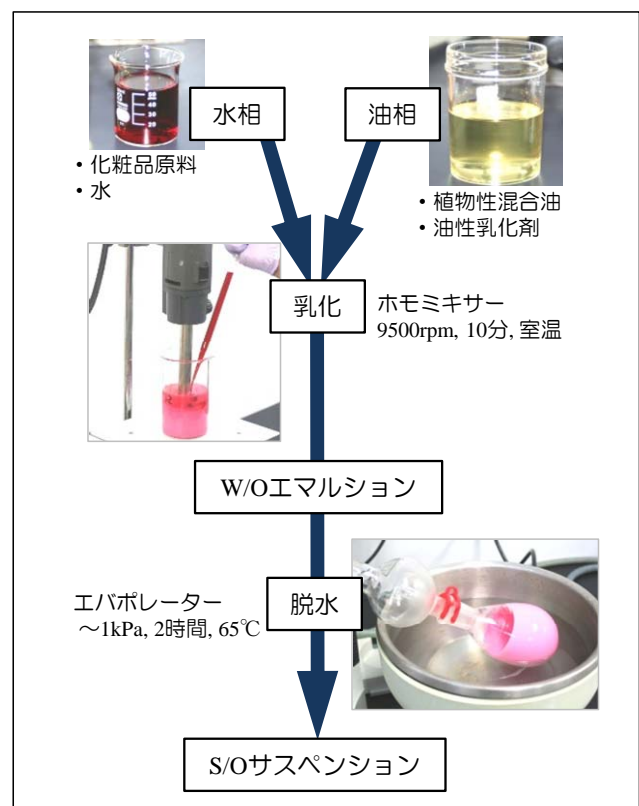 水相
油相
・化粧品原料
・水
・植物性混合油
・油性乳化剤
乳化
ホモミキサー
9500rpm, 10分, 室温
W/Oエマルション
エバポレーター
～1kPa, 2時間, 65℃
脱水
S/Oサスペンション